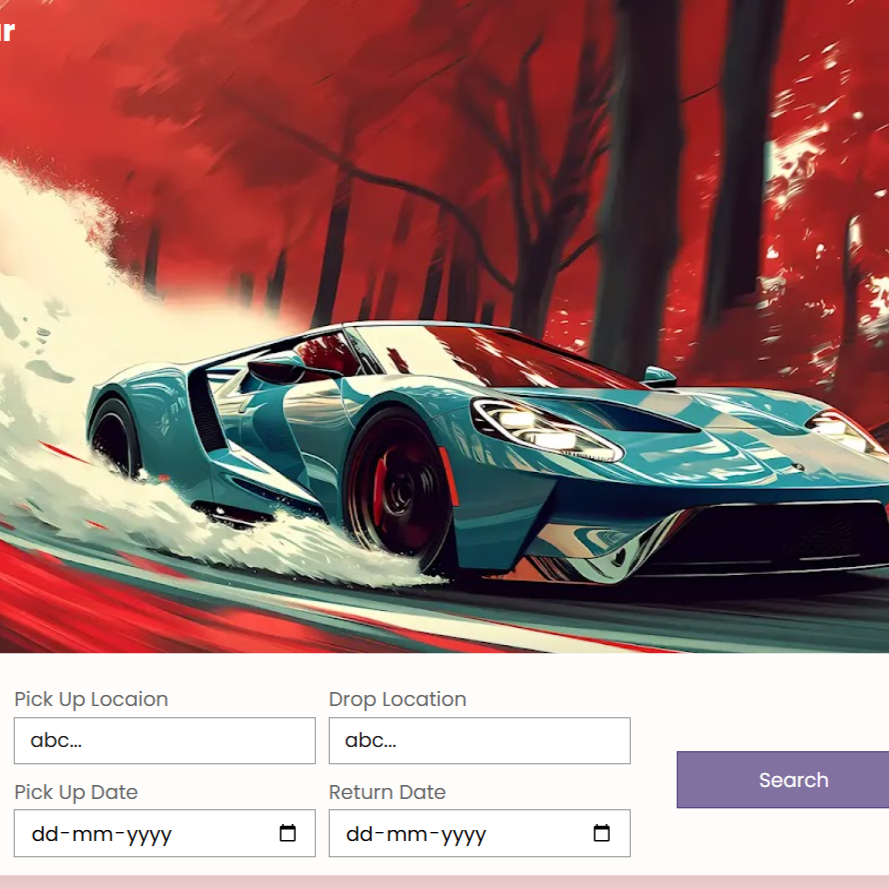 Pick Up Locaion
Drop Location
abc...
abc...
Pick Up Date
Return Date
dd-mm-yyyy
dd-mm-yyyy
Search